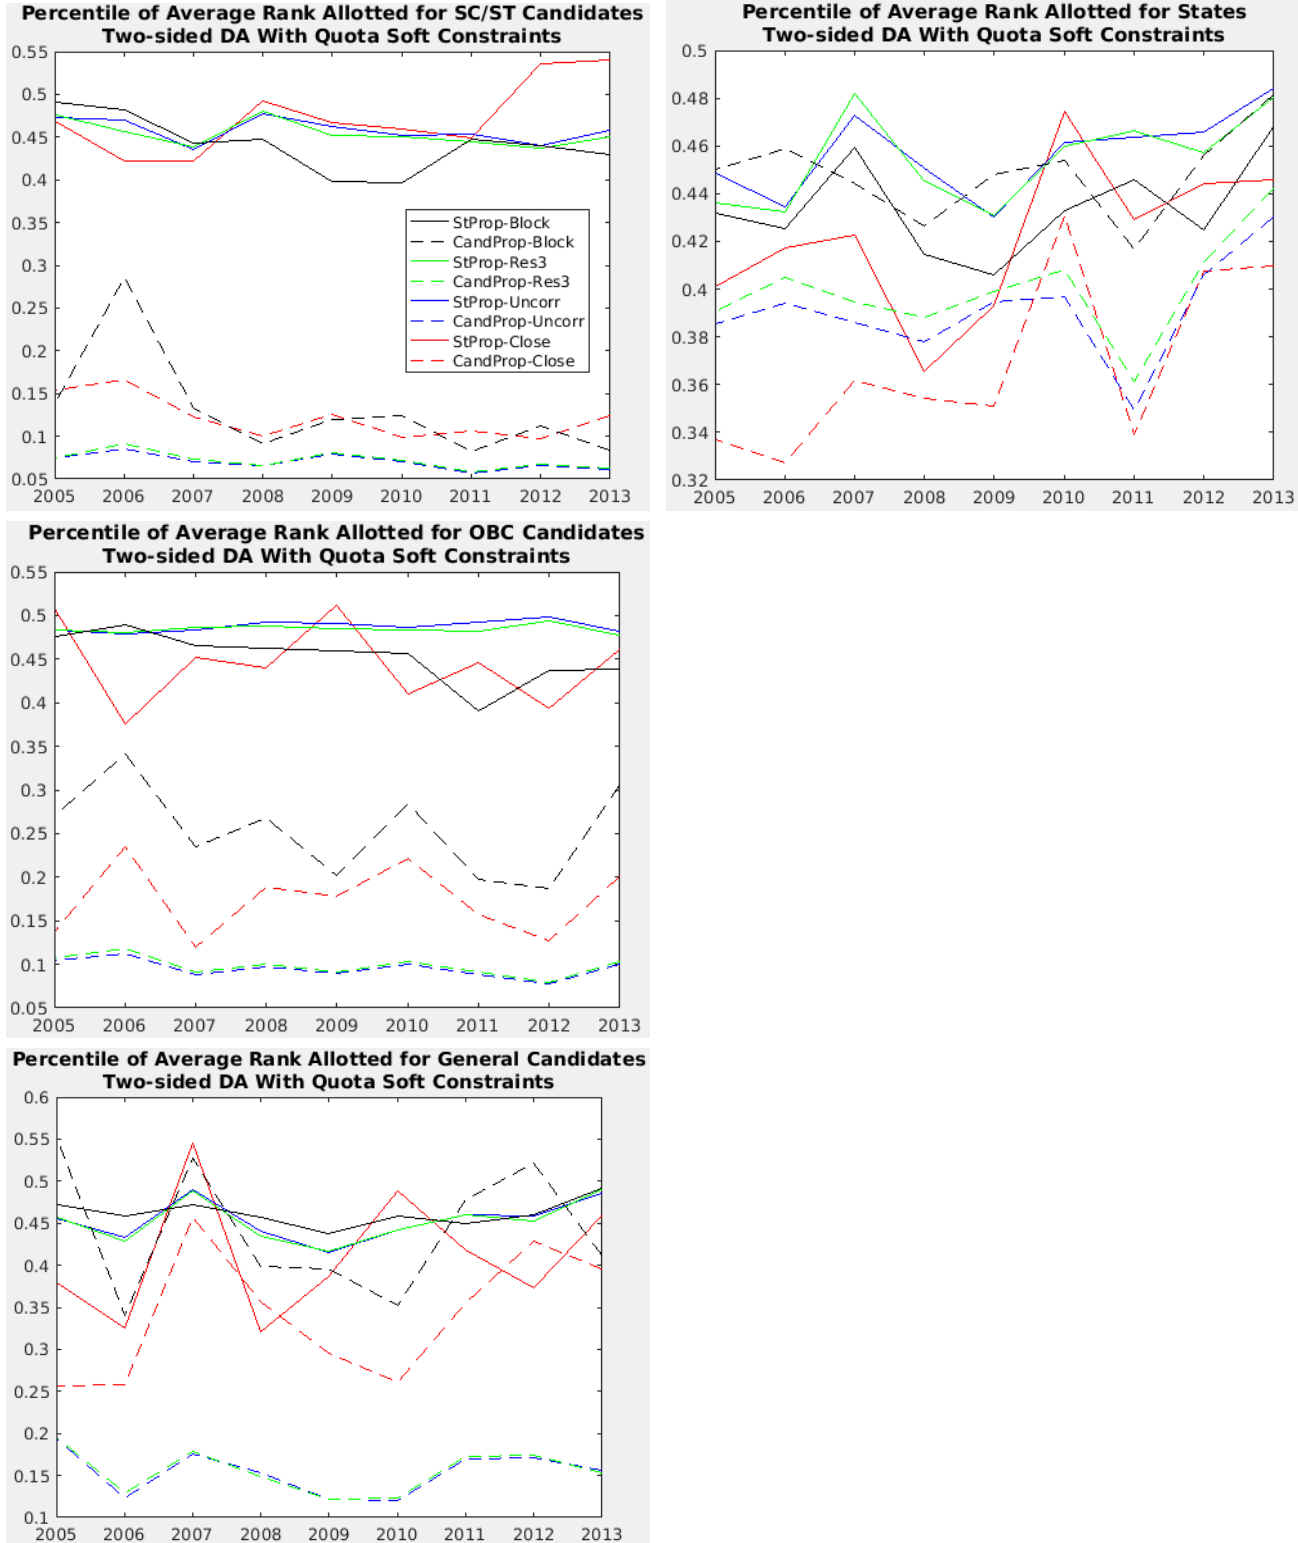 Percentile of Average Rank Allotted for SC/ST Candidates
Two-sided DA With Quota Soft Constraints
0.55
0.5
0.45
0.4
0.35
0.3
0.25
0.2
0.15
0.1
0.05
StProp-Block
CandProp-Block
StProp-Res3
CandProp-Res3
StProp-Uncorr
CandProp-Uncorr
StProp-Close
CandProp-Close
2005 2006 2007 2008 2009 2010 2011 2012 2013
Percentile of Average Rank Allotted for States
Two-sided DA With Quota Soft Constraints
0.5
0.48
0.46
0.44
0.42
0.4
0.38
0.36
0.34
0.32
2005 2006 2007 2008 2009 2010 2011 2012 2013
Percentile of Average Rank Allotted for OBC Candidates
Two-sided DA With Quota Soft Constraints
0.55
0.5
0.45
0.4
0.35
0.3
0.25
0.2
0.15
0.1
0.05
2005 2006 2007 2008 2009 2010 2011 2012 2013
Percentile of Average Rank Allotted for General Candidates
Two-sided DA With Quota Soft Constraints
0.6
0.55
0.5
0.45
0.4
0.35
0.3
0.25
0.2
0.15
0.1
2005 2006 2007 2008 2009 2010 2011 2012 2013